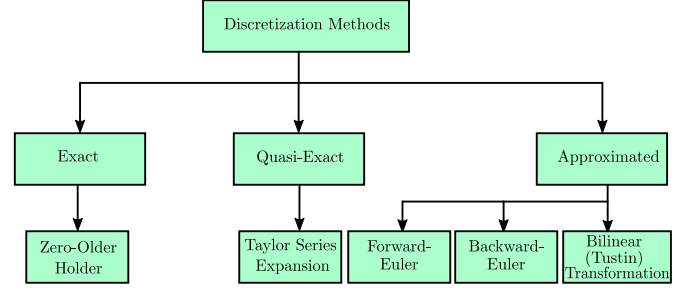 Discretization Methods
Exact
Quasi-Exact
Approximated
Zero-Older
Holder
Taylor Series
Expansion
Forward-
Euler
Backward-
Euler
Bilinear
(Tustin)
Transformation